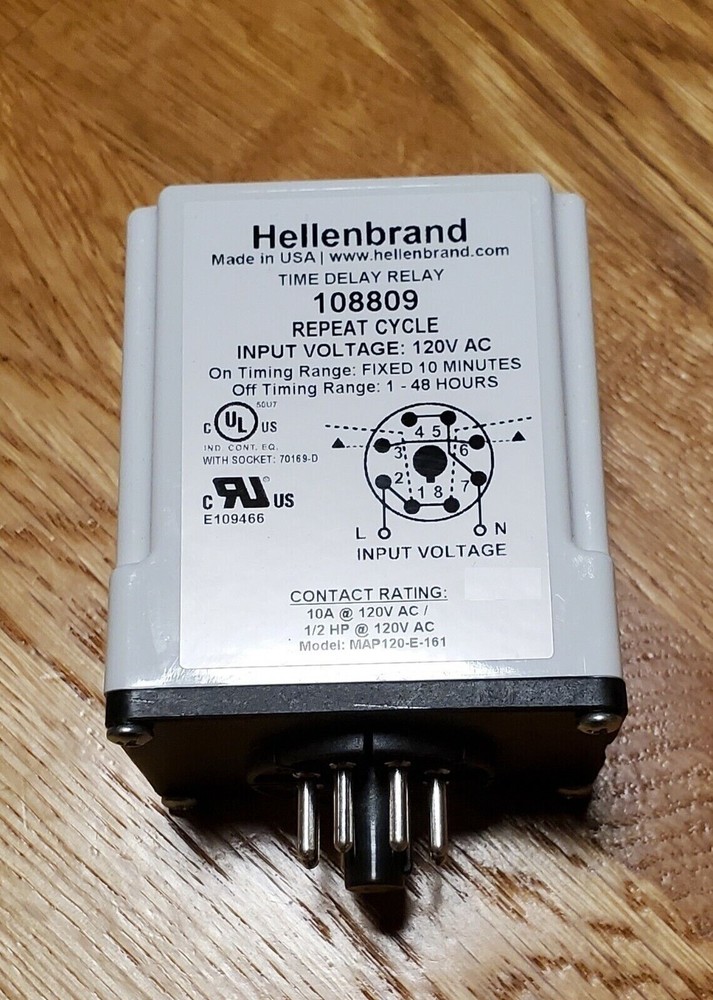 Hellenbrand
Made in USA | www.hellenbrand.com
TIME DELAY RELAY
108809
REPEAT CYCLE
INPUT VOLTAGE: 120V AC
On Timing Range: FIXED 10 MINUTES
Off Timing Range: 1 - 48 HOURS
50U7
C UL US
IND. CONT. EQ.
WITH SOCKET: 70169-D
C RU ® US
E109466
4 5
3 6
2 7
1 8
L N
INPUT VOLTAGE
CONTACT RATING:
10A @ 120V AC /
1/2 HP @ 120V AC
Model: MAP120-E-161